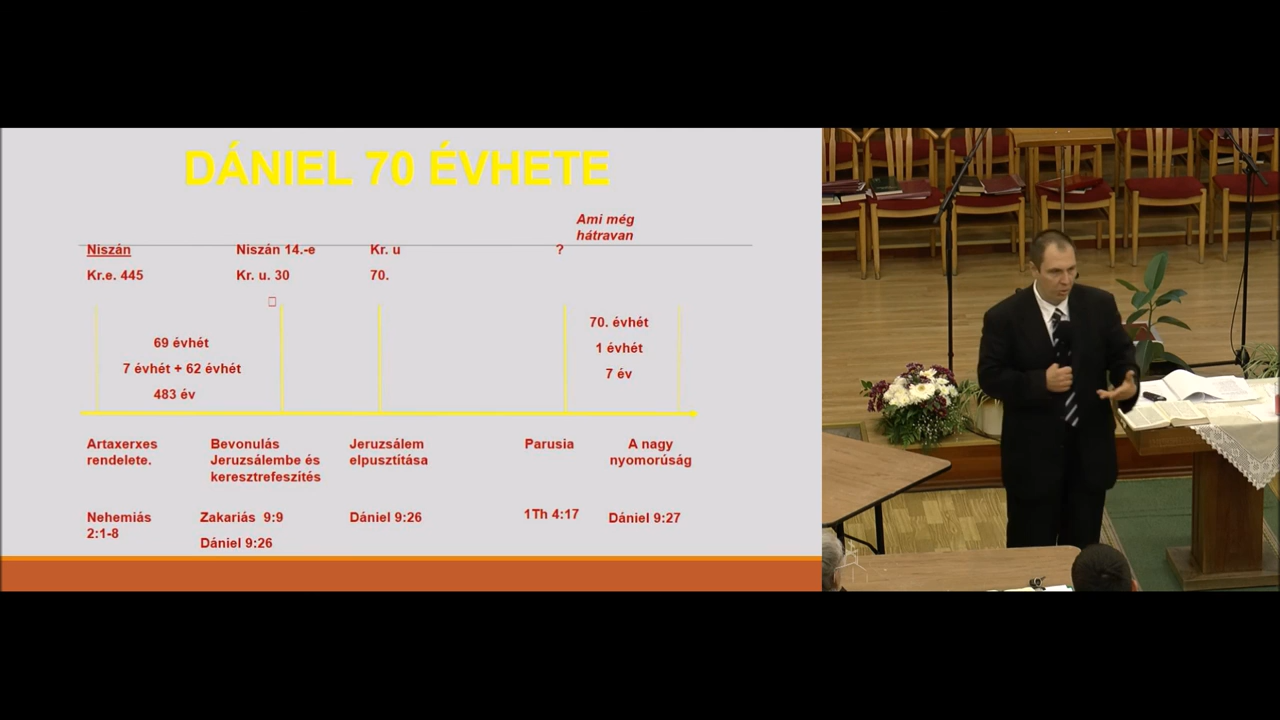 DÁNIEL 70 ÉVHETE
Ami még
hátravan
Niszán
Niszán 14.-e
Kr. u
?
Kr.e. 445
Kr. u. 30
70.
69 évhét
7 évhét + 62 évhét
483 év
70. évhét
1 évhét
7 év
Artaxerxes
rendelete.
Bevonulás
Jeruzsálembe és
keresztrefeszítés
Jeruzsálem
elpusztítása
Parusia
A nagy
nyomorúság
Nehemiás
2:1-8
Zakariás 9:9
Dániel 9:26
Dániel 9:26
1Th 4:17
Dániel 9:27